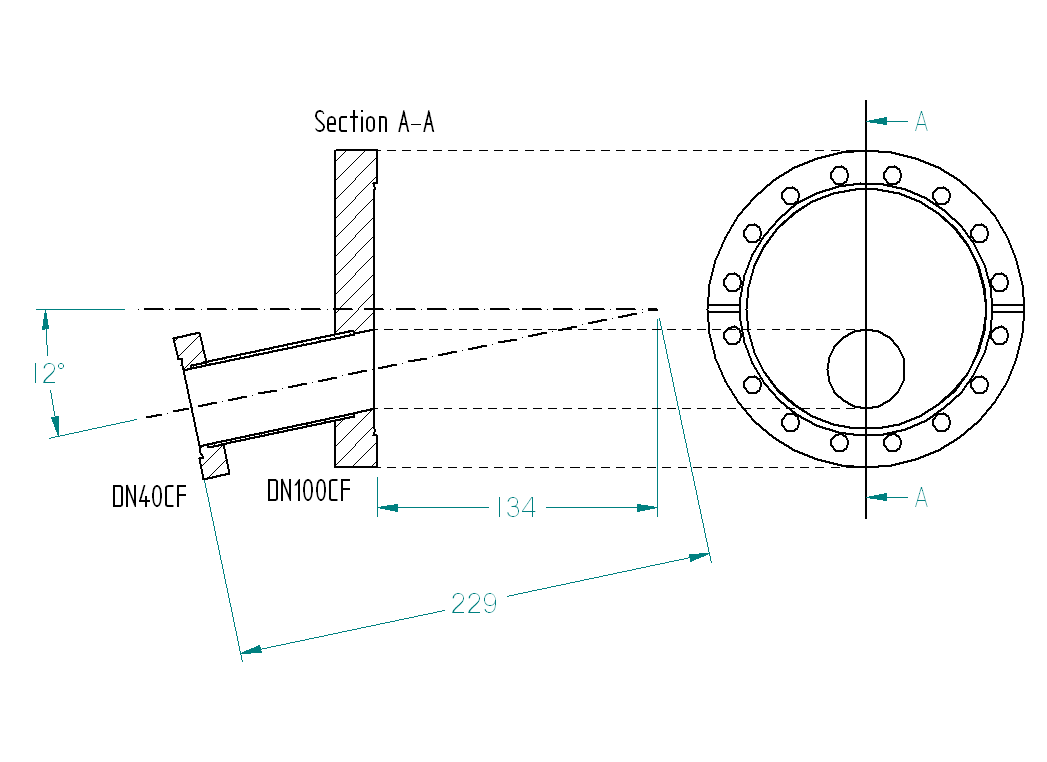 Section A-A
A
12°
DN40CF
DN100CF
134
A
229